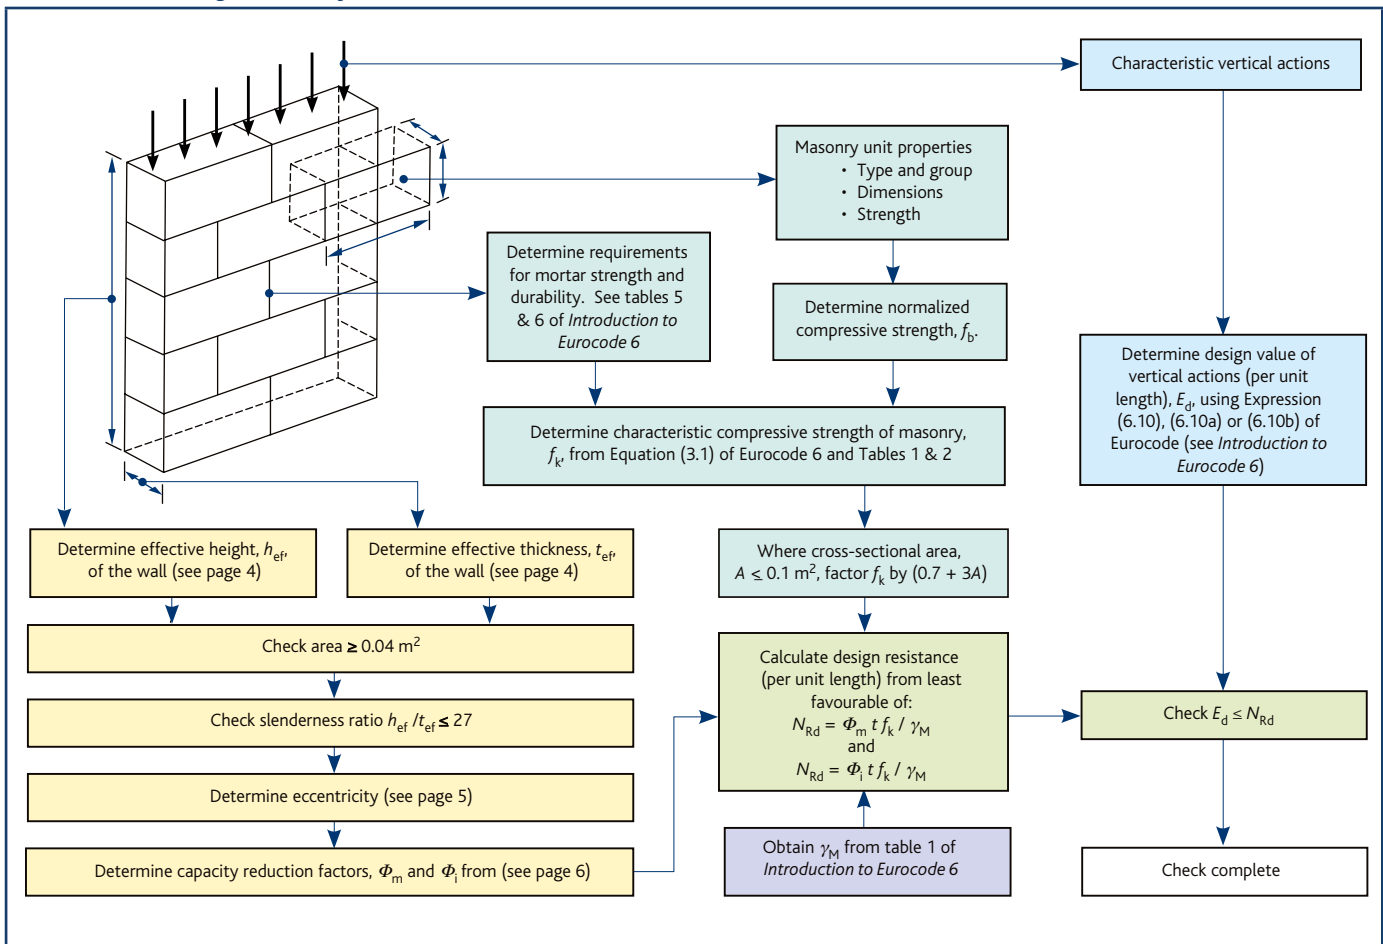 Characteristic vertical actions
Masonry unit properties
• Type and group
• Dimensions
• Strength
Determine requirements
for mortar strength and
durability. See tables 5
& 6 of Introduction to
Eurocode 6
Determine normalized
compressive strength, fb.
Determine design value of
vertical actions (per unit
length), Ed, using Expression
(6.10), (6.10a) or (6.10b) of
Eurocode (see Introduction to
Eurocode 6)
Determine characteristic compressive strength of masonry,
fk, from Equation (3.1) of Eurocode 6 and Tables 1 & 2
Determine effective height, hef,
of the wall (see page 4)
Determine effective thickness, tef,
of the wall (see page 4)
Where cross-sectional area,
A ≤ 0.1 m², factor fk by (0.7 + 3A)
Check area ≥ 0.04 m²
Check slenderness ratio hef /tef ≤ 27
Determine eccentricity (see page 5)
Determine capacity reduction factors, Φm and Φi from (see page 6)
Calculate design resistance
(per unit length) from least
favourable of:
NRd = Φm t fk / γM
and
NRd = Φi t fk / γM
Check Ed ≤ NRd
Obtain γM from table 1 of
Introduction to Eurocode 6
Check complete